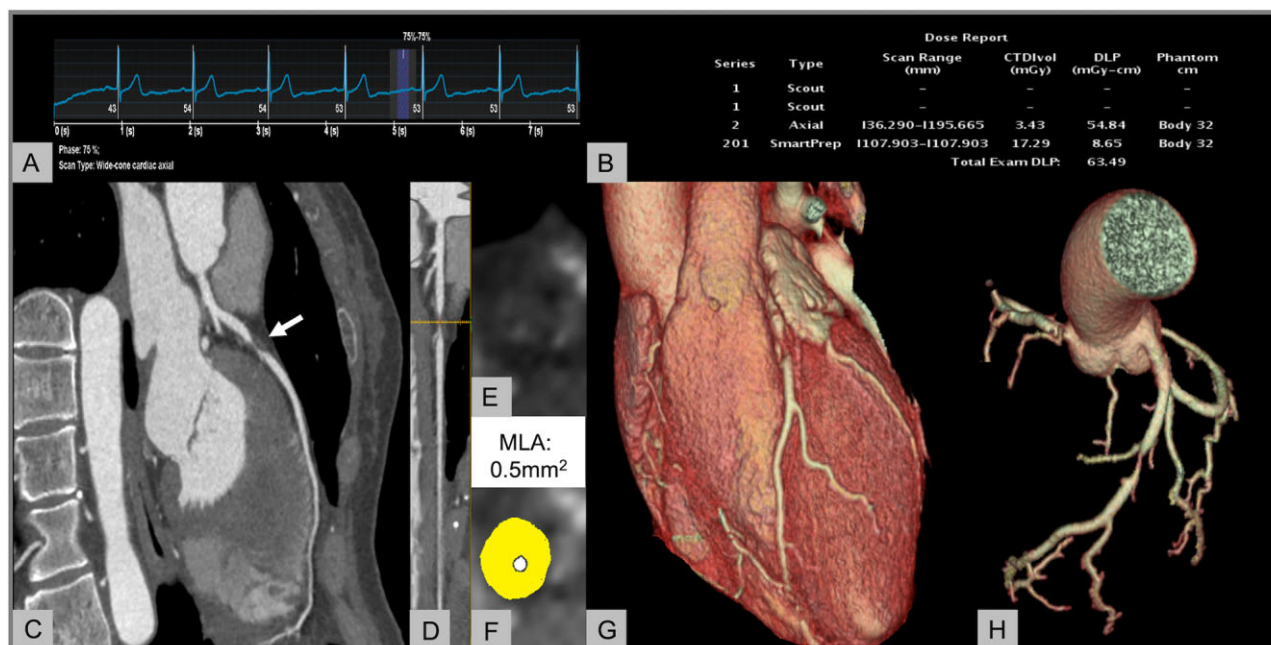 75%-75%
43 54 54 53 53 53 53
0 (s) 1 (s) 2 (s) 3 (s) 4 (s) 5 (s) 6 (s) 7 (s)
Phase: 75 %;
Scan Type: Wide-cone cardiac axial
A
Dose Report
Series Type Scan Range (mm) CTDIvol (mGy) DLP (mGy-cm) Phantom cm
1 Scout – – – –
1 Scout – – – –
2 Axial I36.290-I195.665 3.43 54.84 Body 32
201 SmartPrep I107.903-I107.903 17.29 8.65 Body 32
Total Exam DLP: 63.49
B
C
D
E
MLA:
0.5mm²
F
G
H